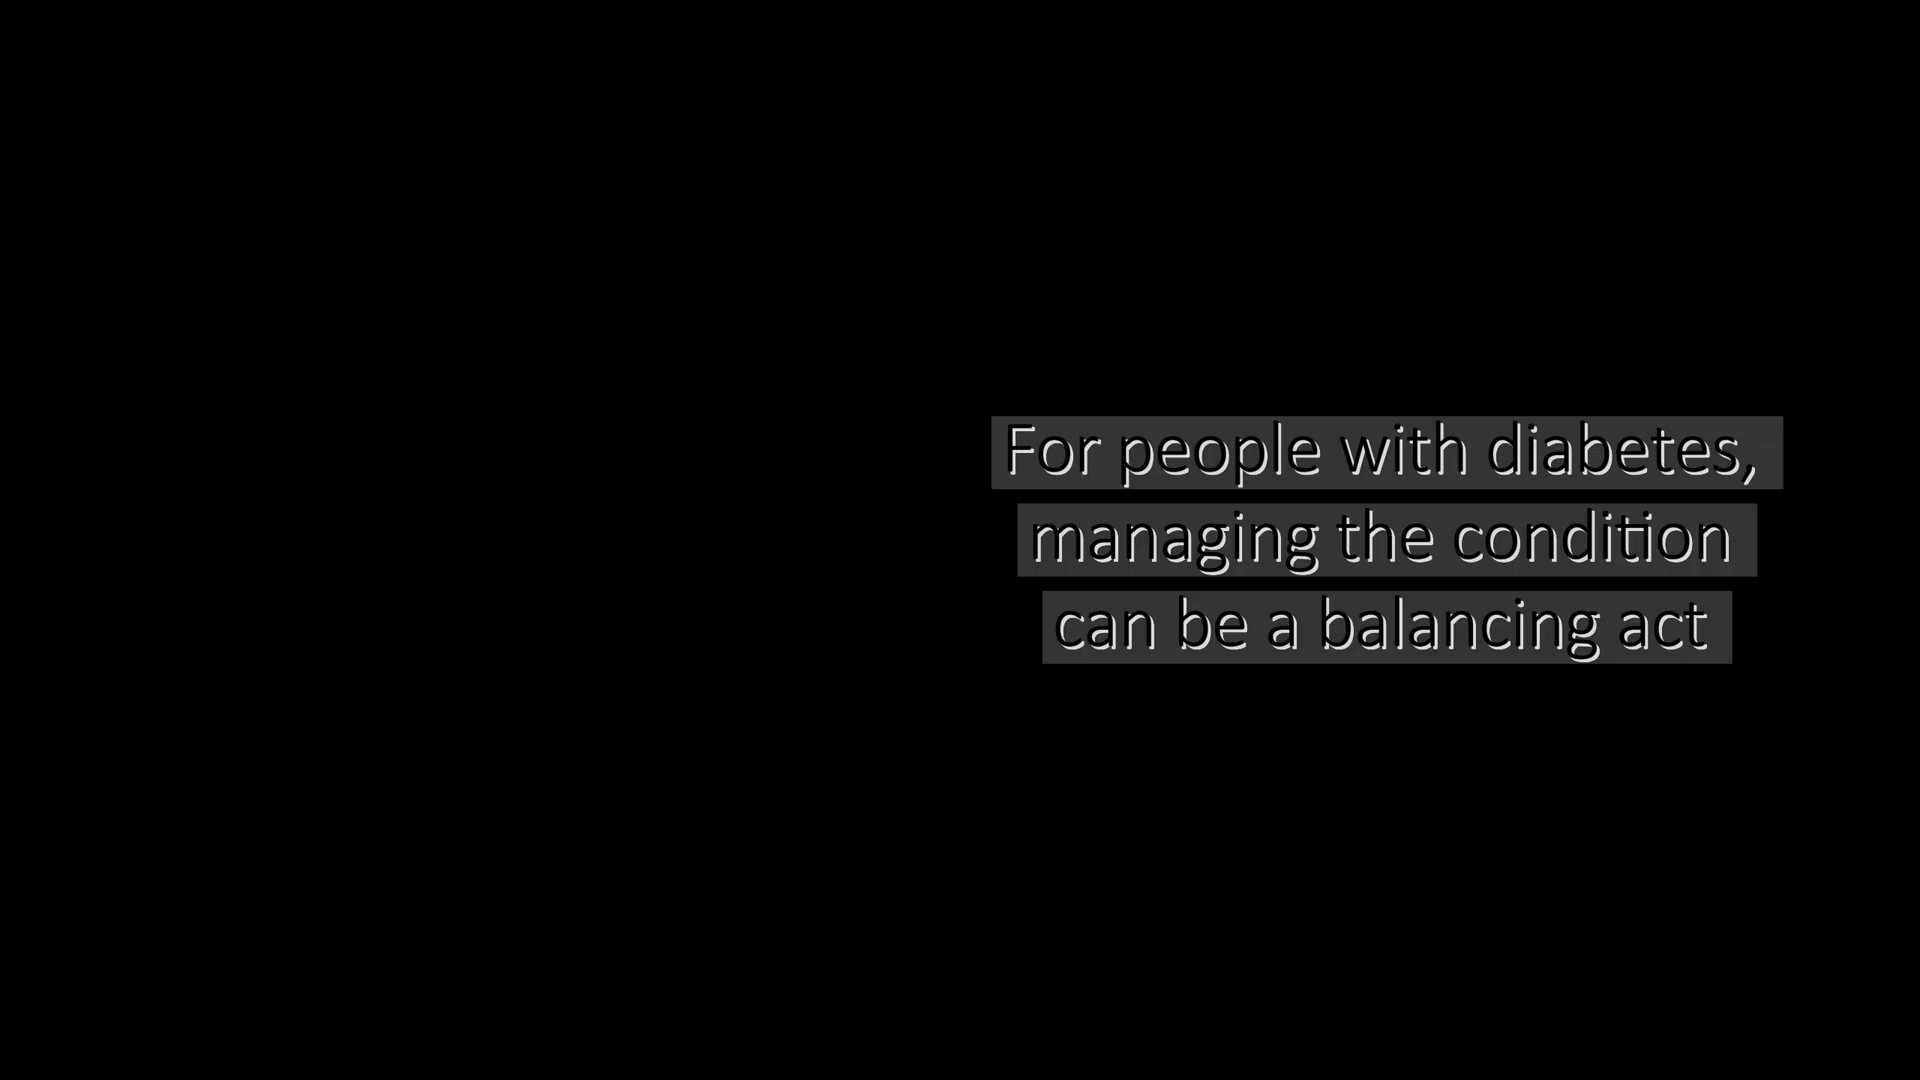 For people with diabetes,
managing the condition
can be a balancing act